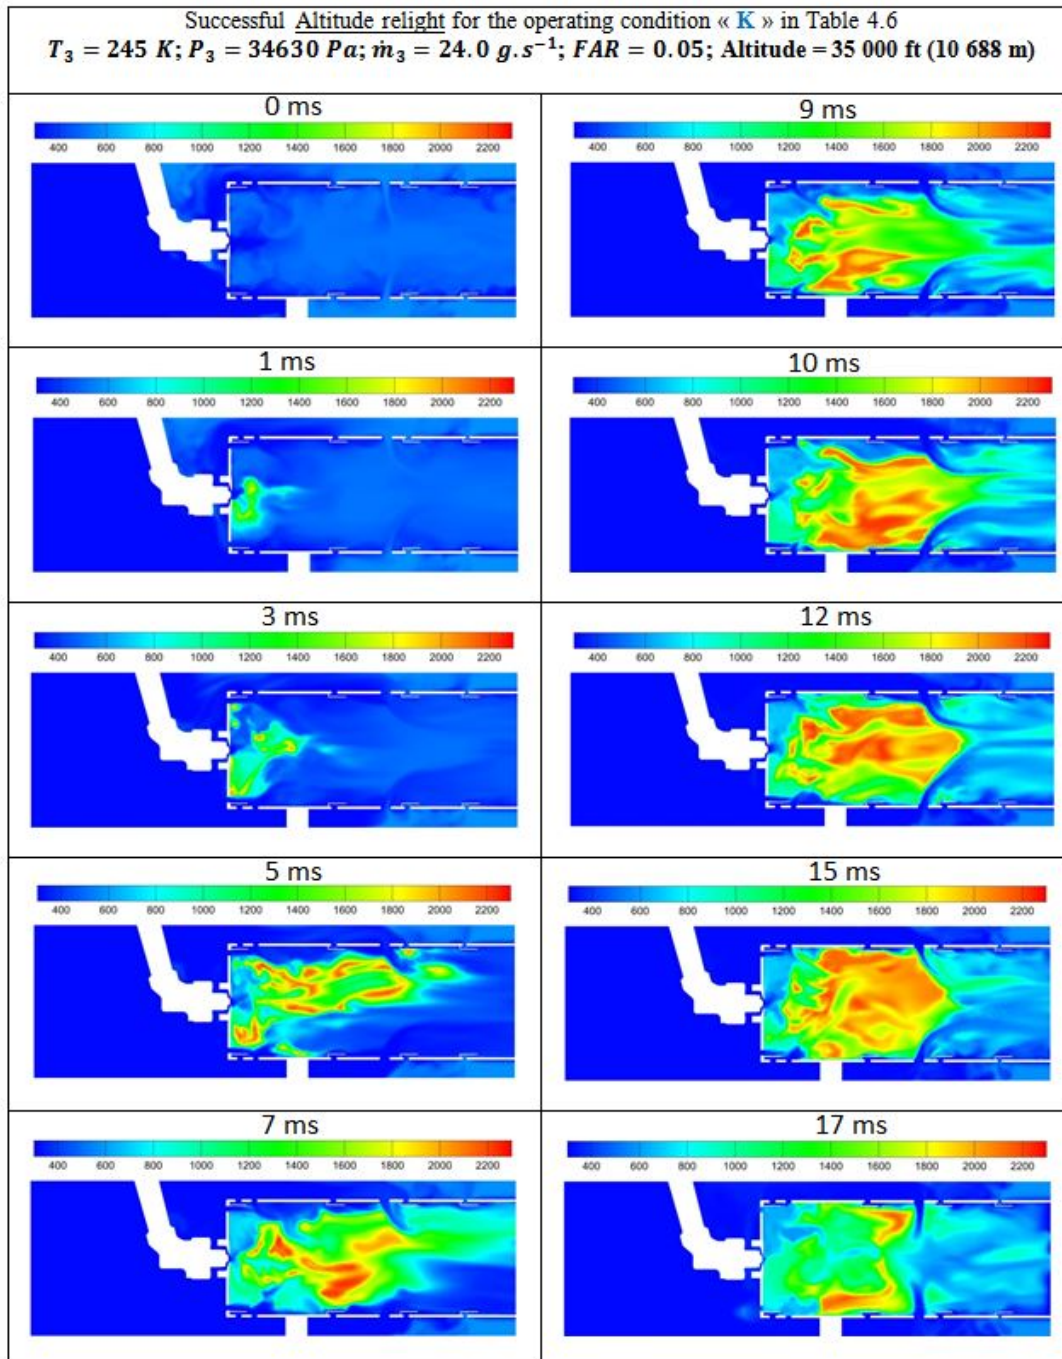 Successful Altitude relight for the operating condition « K » in Table 4.6
T₃ = 245 K; P₃ = 34630 Pa; ṁ₃ = 24.0 g.s⁻¹; FAR = 0.05; Altitude = 35 000 ft (10 688 m)
0 ms
400 600 800 1000 1200 1400 1600 1800 2000 2200
1 ms
400 600 800 1000 1200 1400 1600 1800 2000 2200
3 ms
400 600 800 1000 1200 1400 1600 1800 2000 2200
5 ms
400 600 800 1000 1200 1400 1600 1800 2000 2200
7 ms
400 600 800 1000 1200 1400 1600 1800 2000 2200
9 ms
400 600 800 1000 1200 1400 1600 1800 2000 2200
10 ms
400 600 800 1000 1200 1400 1600 1800 2000 2200
12 ms
400 600 800 1000 1200 1400 1600 1800 2000 2200
15 ms
400 600 800 1000 1200 1400 1600 1800 2000 2200
17 ms
400 600 800 1000 1200 1400 1600 1800 2000 2200